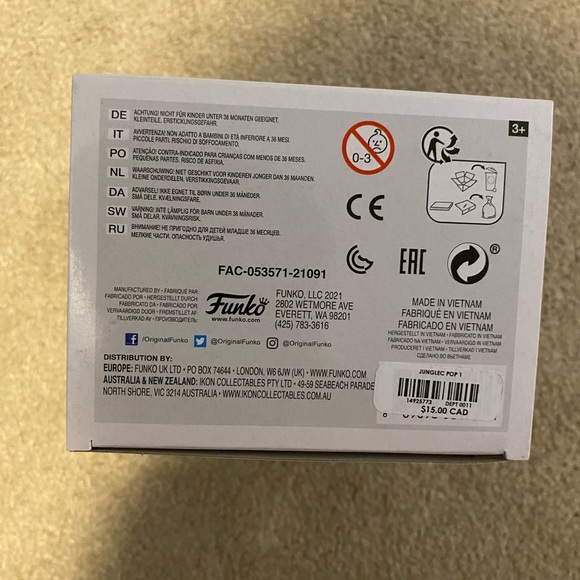 DE ACHTUNG! NICHT FÜR KINDER UNTER 36 MONATEN GEEIGNET.
KLEINTEILE. ERSTICKUNGSGEFAHR.
IT AVVERTENZA! NON ADATTO A BAMBINI DI ETÀ INFERIORE A 36 MESI.
PICCOLE PARTI. RISCHIO DI SOFFOCAMENTO.
PO ATENÇÃO! CONTRA-INDICADO PARA CRIANÇAS COM MENOS DE 36 MESES.
PEQUENAS PARTES. RISCO DE ASFIXIA.
NL WAARSCHUWING! NIET GESCHIKT VOOR KINDEREN JONGER DAN 36 MAANDEN.
KLEINE ONDERDELEN. VERSTIKKINGSGEVAAR.
DA ADVARSEL! IKKE EGNET TIL BØRN UNDER 36 MÅNEDER.
SMÅ DELE. KVÆLNINGSFARE.
SW VARNING! INTE LÄMPLIG FÖR BARN UNDER 36 MÅNADER.
SMÅ DELAR. KVÄVNINGSRISK.
RU ВНИМАНИЕ! НЕ ПРИГОДНО ДЛЯ ДЕТЕЙ МЛАДШЕ 36 МЕСЯЦЕВ.
МЕЛКИЕ ЧАСТИ. ОПАСНОСТЬ УДУШЬЯ.
0-3
3+
CE
EAC
®
FAC-053571-21091
MANUFACTURED BY • FABRIQUÉ PAR:
FABRICADO POR • HERGESTELLT DURCH:
FABBRICATO DA • FABRICADO POR:
VERVAARDIGD DOOR • FREMSTILLET AF:
TILLVERKAD AV • ПРОИЗВОДИТЕЛЬ:
Funko
www.funko.com
FUNKO, LLC 2021
2802 WETMORE AVE
EVERETT, WA 98201
(425) 783-3616
MADE IN VIETNAM
FABRIQUÉ EN VIETNAM
FABRICADO EN VIETNAM
HERGESTELLT IN VIETNAM • FABBRICATO IN VIETNAM
FABRICADO NA VIETNAM • VERVAARDIGD IN VIETNAM
PRODUCERET I VIETNAM • TILLVERKAD I VIETNAM
СДЕЛАНО ВО ВЬЕТНАМЕ
/OriginalFunko @OriginalFunko @OriginalFunko
DISTRIBUTION BY:
EUROPE: FUNKO UK LTD • PO BOX 74644 • LONDON, W6 6JW (UK) • WWW.FUNKO.COM
AUSTRALIA & NEW ZEALAND: IKON COLLECTABLES PTY LTD • 49-59 SEABEACH PARADE
NORTH SHORE, VIC 3214 AUSTRALIA • WWW.IKONCOLLECTABLES.COM.AU
JUNGLEC POP 1
14925773 DEPT 0011
$15.00 CAD